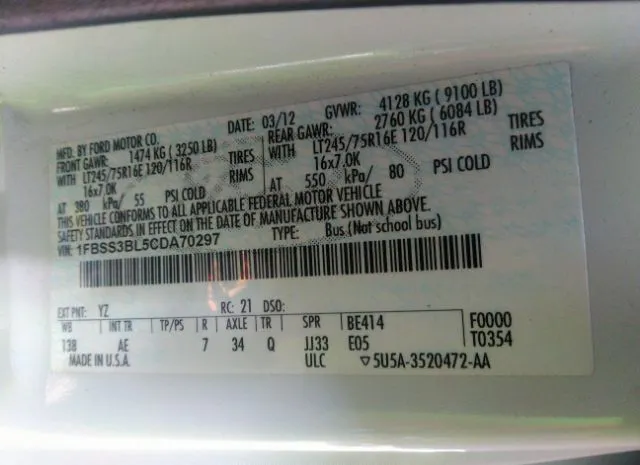 MFD. BY FORD MOTOR CO. DATE: 03/12 GVWR: 4128 KG ( 9100 LB)
FRONT GAWR: 1474 KG ( 3250 LB) REAR GAWR: 2760 KG ( 6084 LB)
WITH LT245/75R16E 120/116R TIRES WITH LT245/75R16E 120/116R TIRES
16x7.0K RIMS 16x7.0K RIMS
AT 380 kPa/ 55 PSI COLD AT 550 kPa/ 80 PSI COLD
THIS VEHICLE CONFORMS TO ALL APPLICABLE FEDERAL MOTOR VEHICLE
SAFETY STANDARDS IN EFFECT ON THE DATE OF MANUFACTURE SHOWN ABOVE.
VIN: 1FBSS3BL5CDA70297 TYPE: Bus (Not school bus)
EXT PNT: YZ RC: 21 DSO:
WB INT TR TP/PS R AXLE TR SPR BE414 F0000
138 AE 7 34 Q JJ33 E05 T0354
MADE IN U.S.A. ULC ▽5U5A-3520472-AA